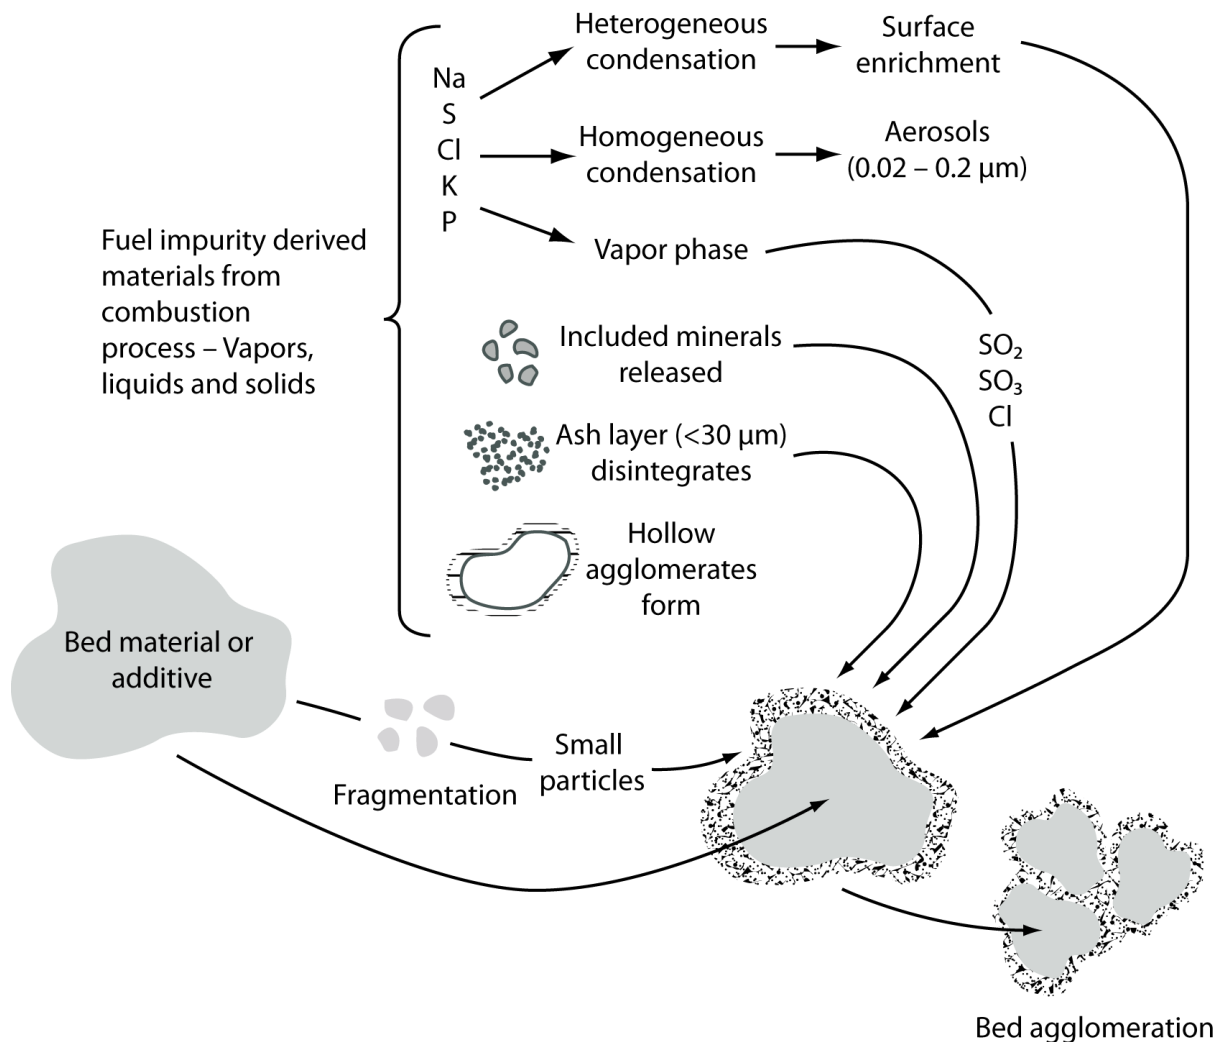 Heterogeneous
condensation
Surface
enrichment
Na
S
Cl
K
P
Homogeneous
condensation
Aerosols
(0.02 – 0.2 μm)
Vapor phase
Fuel impurity derived
materials from
combustion
process – Vapors,
liquids and solids
Included minerals
released
SO₂
SO₃
Cl
Ash layer (<30 μm)
disintegrates
Hollow
agglomerates
form
Bed material or
additive
Fragmentation
Small
particles
Bed agglomeration